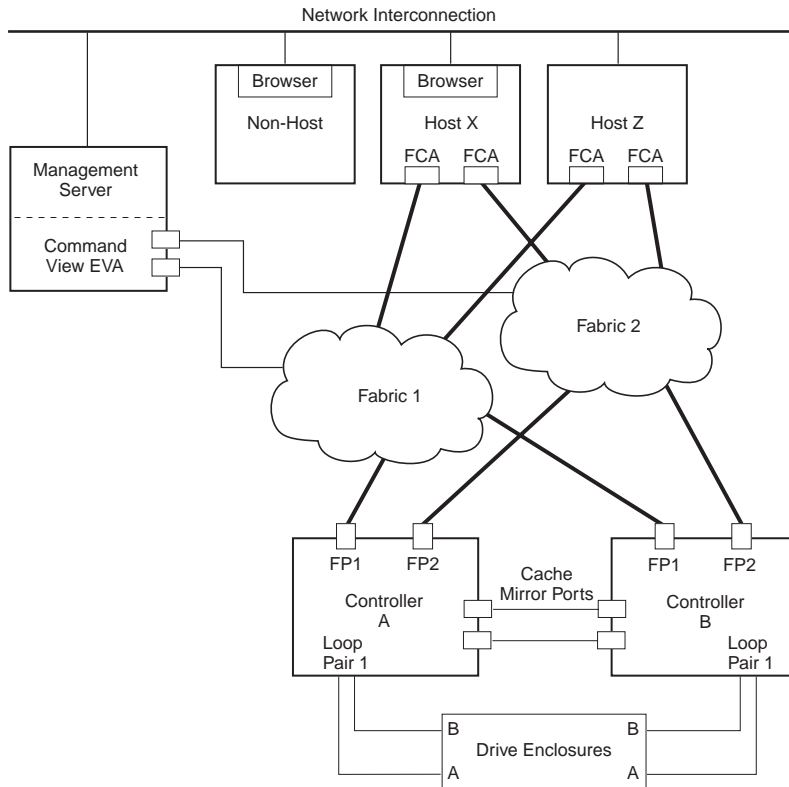 Network Interconnection
Browser
Non-Host
Browser
Host X
FCA FCA
Host Z
FCA FCA
Management
Server
Command
View EVA
Fabric 2
Fabric 1
FP1 FP2
Controller
A
Loop
Pair 1
Cache
Mirror Ports
FP1 FP2
Controller
B
Loop
Pair 1
B B
Drive Enclosures
A A